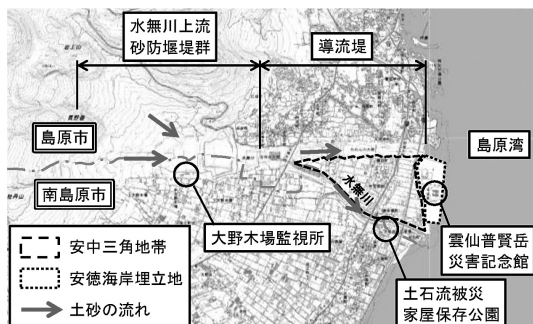 水無川上流
砂防堰堤群
導流堤
島原市
島原湾
南島原市
水無川
大野木場監視所
雲仙普賢岳
災害記念館
土石流被災
家屋保存公園
安中三角地帯
安徳海岸埋立地
土砂の流れ